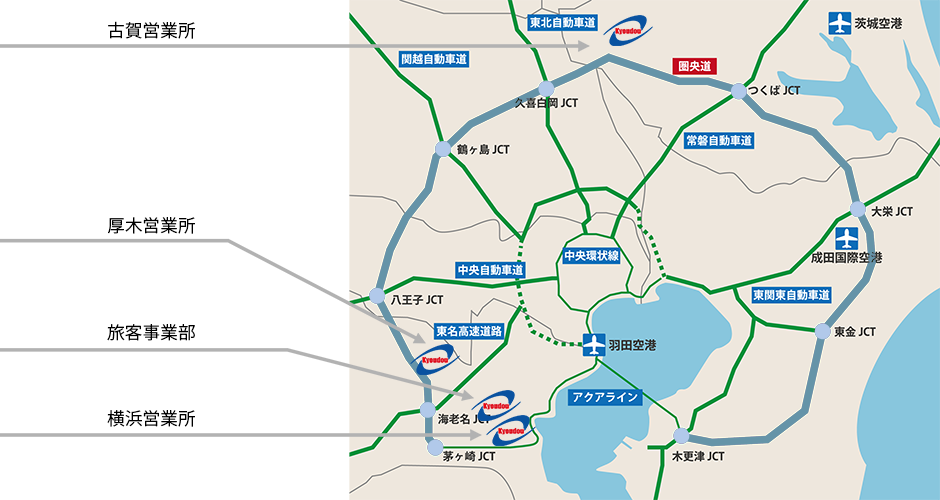 古賀営業所
厚木営業所
旅客事業部
横浜営業所
東北自動車道
Kyoudou
茨城空港
関越自動車道
圏央道
久喜白岡 JCT
つくば JCT
鶴ヶ島 JCT
常磐自動車道
大栄 JCT
中央環状線
成田国際空港
中央自動車道
八王子 JCT
東関東自動車道
東名高速道路
東金 JCT
羽田空港
Kyoudou
アクアライン
Kyoudou
海老名 JCT
Kyoudou
茅ヶ崎 JCT
木更津 JCT